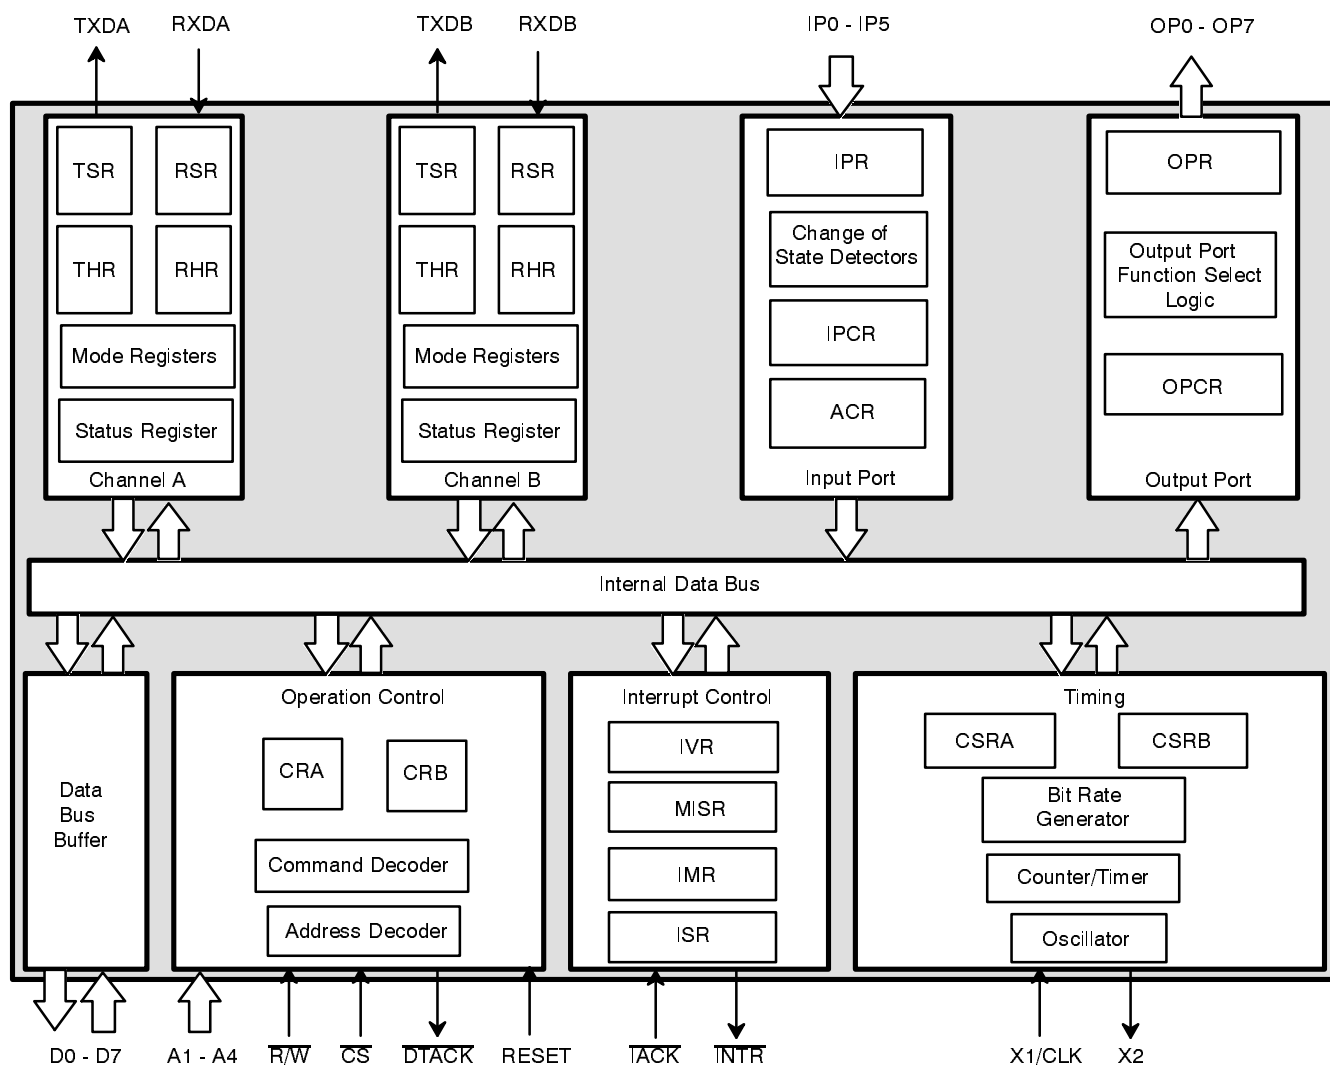 TXDA RXDA TXDB RXDB IP0 - IP5 OP0 - OP7
TSR RSR
THR RHR
Mode Registers
Status Register
Channel A
TSR RSR
THR RHR
Mode Registers
Status Register
Channel B
IPR
Change of
State Detectors
IPCR
ACR
Input Port
OPR
Output Port
Function Select
Logic
OPCR
Output Port
Internal Data Bus
Data
Bus
Buffer
Operation Control
CRA CRB
Command Decoder
Address Decoder
Interrupt Control
IVR
MISR
IMR
ISR
Timing
CSRA CSRB
Bit Rate
Generator
Counter/Timer
Oscillator
D0 - D7 A1 - A4 R/W CS DTACK RESET IACK INTR X1/CLK X2